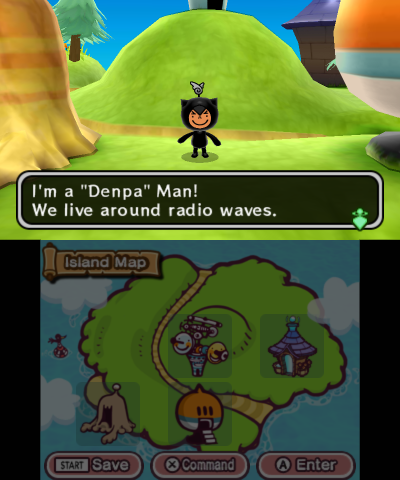 I'm a "Denpa" Man!
We live around radio waves.
Island Map
START Save
X Command
A Enter